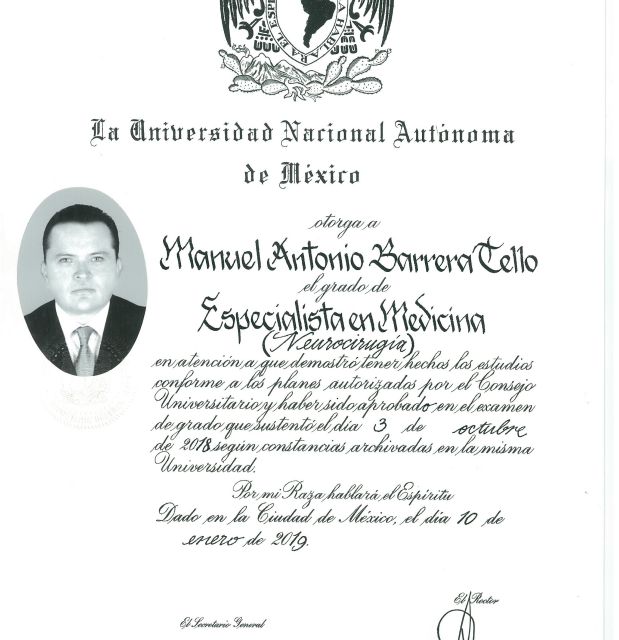 LA HABLARA EL ESPI
La Universidad Nacional Autónoma
de México
otorga a
Manuel Antonio Barrera Tello
el grado de
Especialista en Medicina
(Neurocirugía)
en atención a que demostró tener hechos los estudios
conforme a los planes autorizados por el Consejo
Universitario y haber sido aprobado en el examen
de grado que sustentó el día 3 de octubre
de 2018 según constancias archivadas en la misma
Universidad.
Por mi Raza hablará el Espíritu
Dado en la Ciudad de México, el día 10 de
enero de 2019.
El Rector
El Secretario General